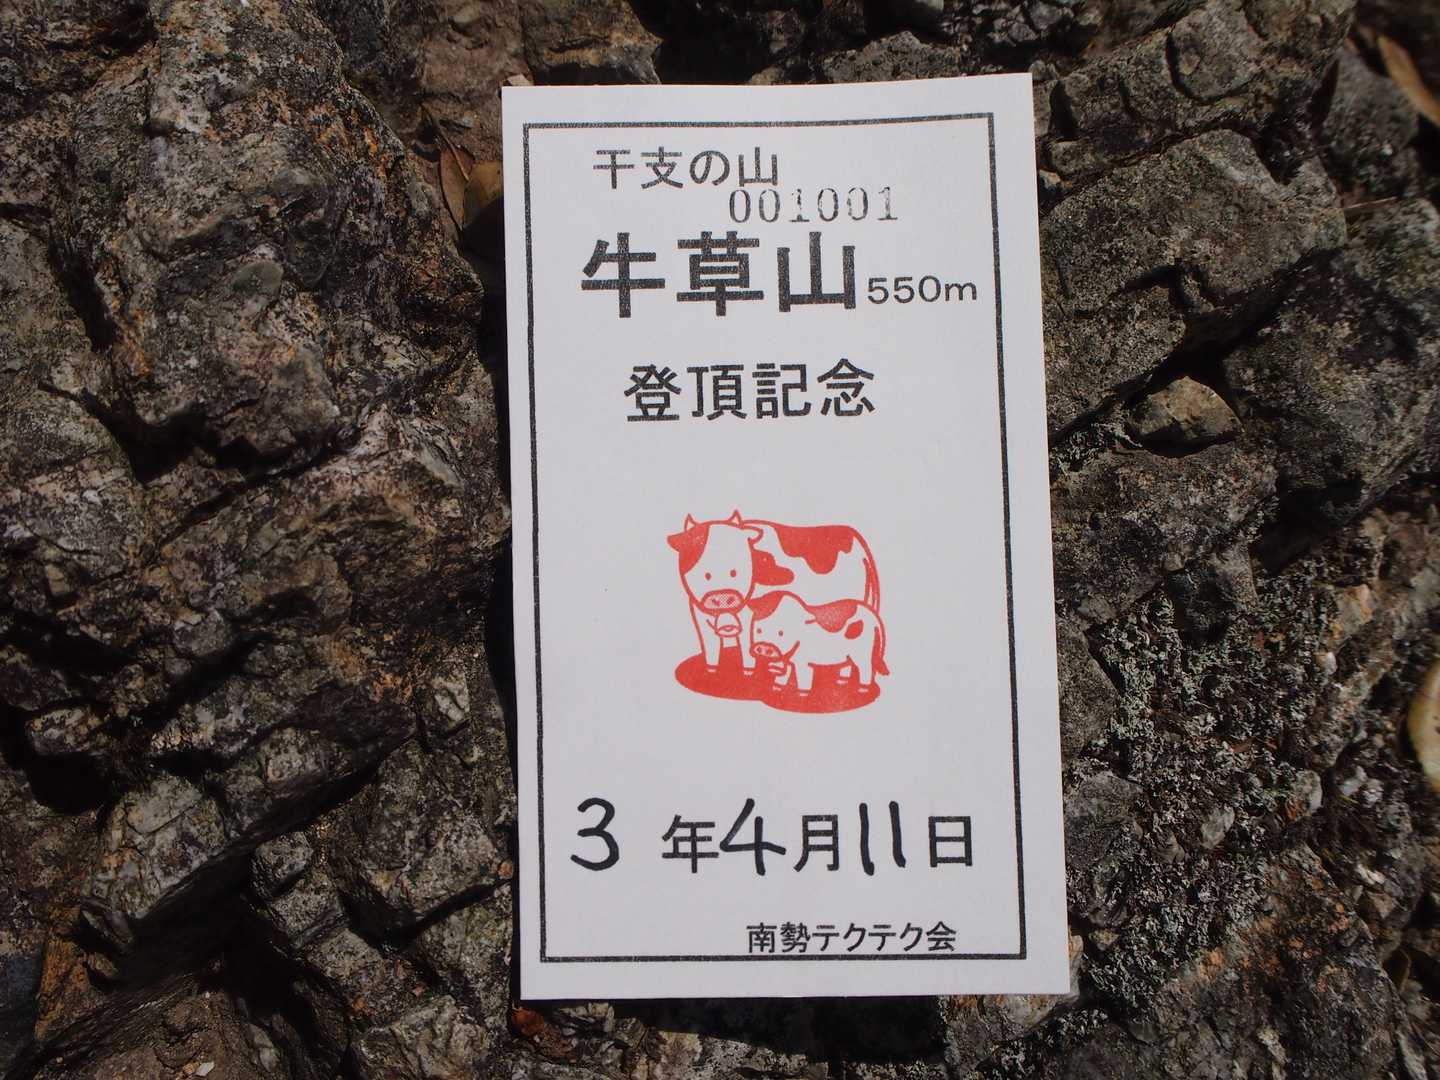 干支の山
001001
牛草山550m
登頂記念
3年4月11日
南勢テクテク会